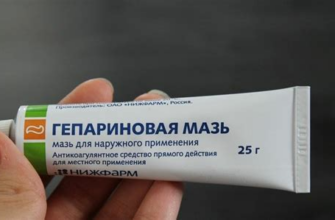 Производитель: ОАО «НИЖФАРМ», Россия.
ГЕПАРИНОВАЯ МАЗЬ
мазь для наружного применения
Антикоагулянтное средство прямого действия
для местного применения
25 г
НИЖФАРМ